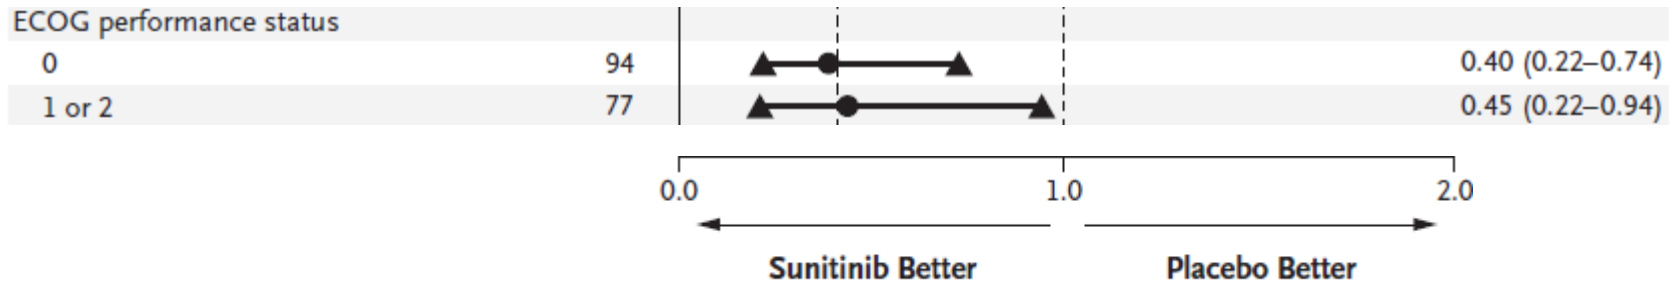 ECOG performance status
0 94 0.40 (0.22–0.74)
1 or 2 77 0.45 (0.22–0.94)
0.0 1.0 2.0
Sunitinib Better Placebo Better